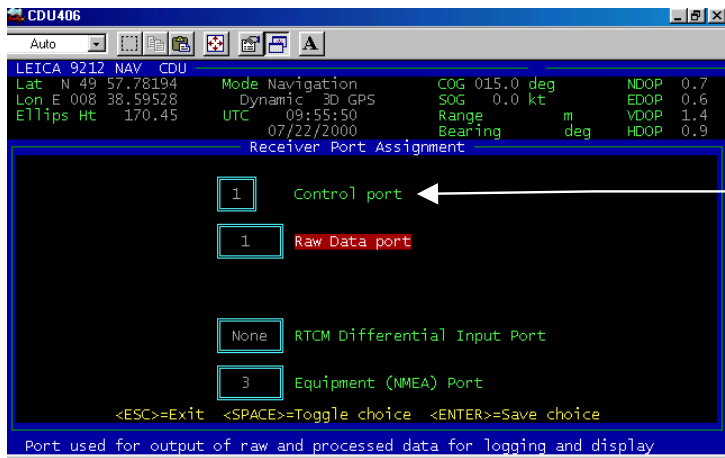 CDU406
Auto A
LEICA 9212 NAV CDU
Lat N 49 57.78194 Mode Navigation COG 015.0 deg NDOP 0.7
Lon E 008 38.59528 Dynamic 3D GPS SOG 0.0 kt EDOP 0.6
Ellips Ht 170.45 UTC 09:55:50 Range m VDOP 1.4
07/22/2000 Bearing deg HDOP 0.9
Receiver Port Assignment
1 Control port
1 Raw Data port
None RTCM Differential Input Port
3 Equipment (NMEA) Port
<ESC>=Exit <SPACE>=Toggle choice <ENTER>=Save choice
Port used for output of raw and processed data for logging and display